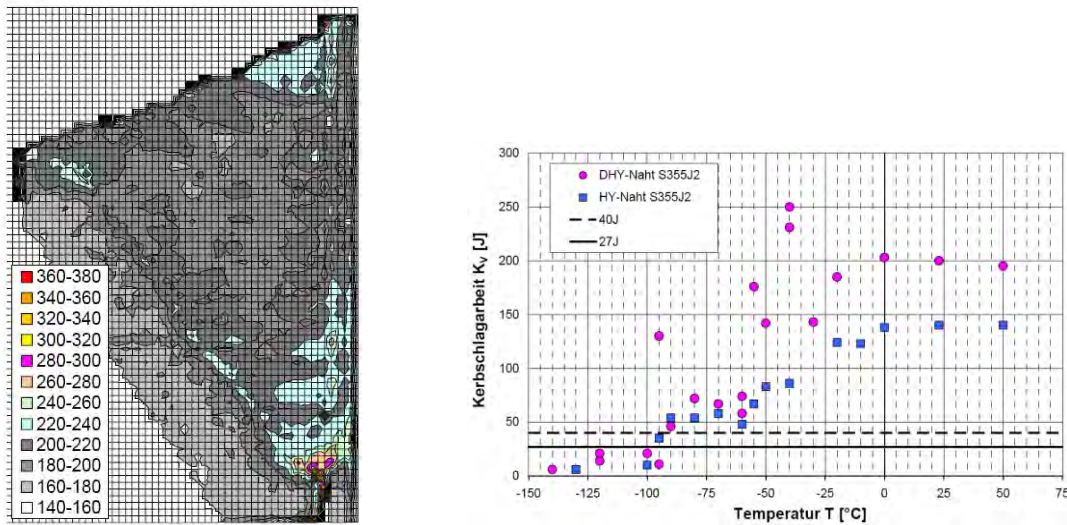 360-380
340-360
320-340
300-320
280-300
260-280
240-260
220-240
200-220
180-200
160-180
140-160
DHY-Naht S355J2
HY-Naht S355J2
40J
27J
Kerbschlagarbeit Kv [J]
300
250
200
150
100
50
0
-150 -125 -100 -75 -50 -25 0 25 50 75
Temperatur T [°C]